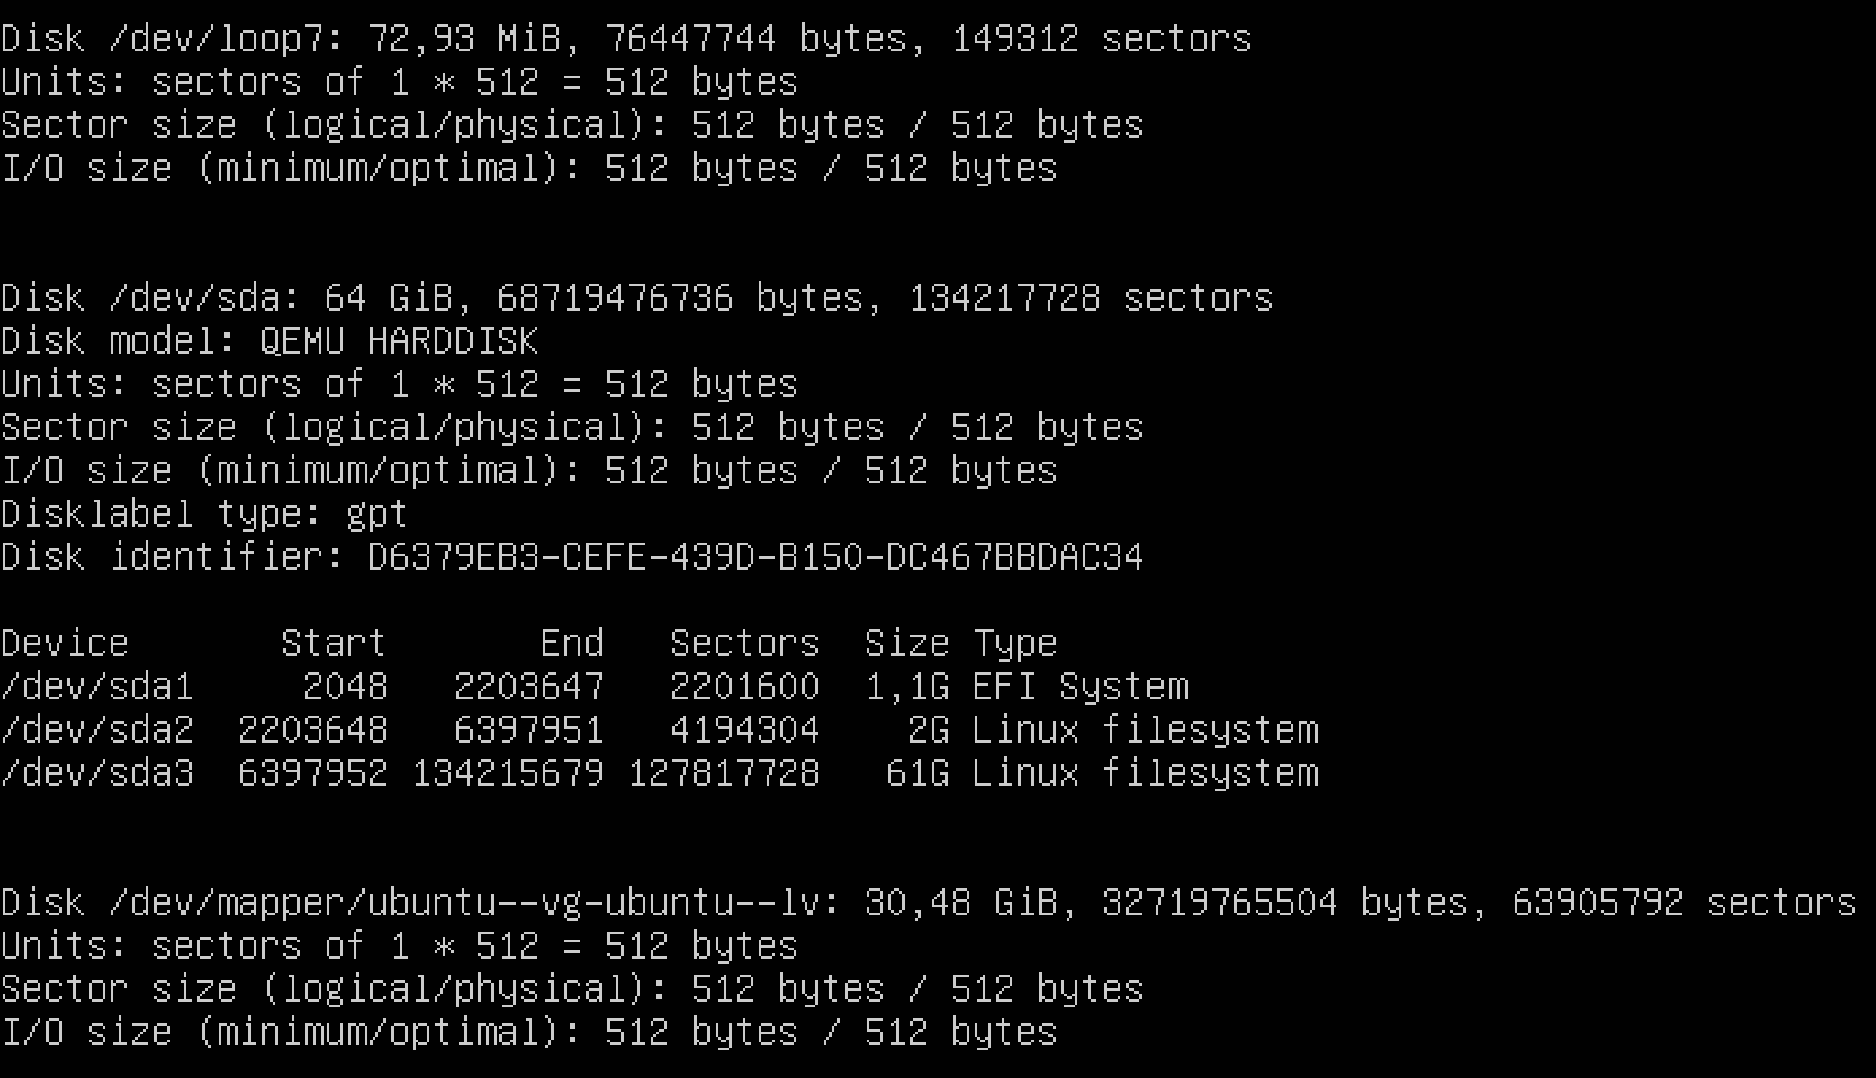 Disk /dev/loop7: 72,93 MiB, 76447744 bytes, 149312 sectors
Units: sectors of 1 * 512 = 512 bytes
Sector size (logical/physical): 512 bytes / 512 bytes
I/O size (minimum/optimal): 512 bytes / 512 bytes
Disk /dev/sda: 64 GiB, 68719476736 bytes, 134217728 sectors
Disk model: QEMU HARDDISK
Units: sectors of 1 * 512 = 512 bytes
Sector size (logical/physical): 512 bytes / 512 bytes
I/O size (minimum/optimal): 512 bytes / 512 bytes
Disklabel type: gpt
Disk identifier: D6379EB3-CEFE-439D-B150-DC467BBDAC34
Device       Start       End   Sectors  Size Type
/dev/sda1     2048   2203647   2201600  1,1G EFI System
/dev/sda2  2203648   6397951   4194304    2G Linux filesystem
/dev/sda3  6397952 134215679 127817728   61G Linux filesystem
Disk /dev/mapper/ubuntu--vg-ubuntu--lv: 30,48 GiB, 32719765504 bytes, 63905792 sectors
Units: sectors of 1 * 512 = 512 bytes
Sector size (logical/physical): 512 bytes / 512 bytes
I/O size (minimum/optimal): 512 bytes / 512 bytes